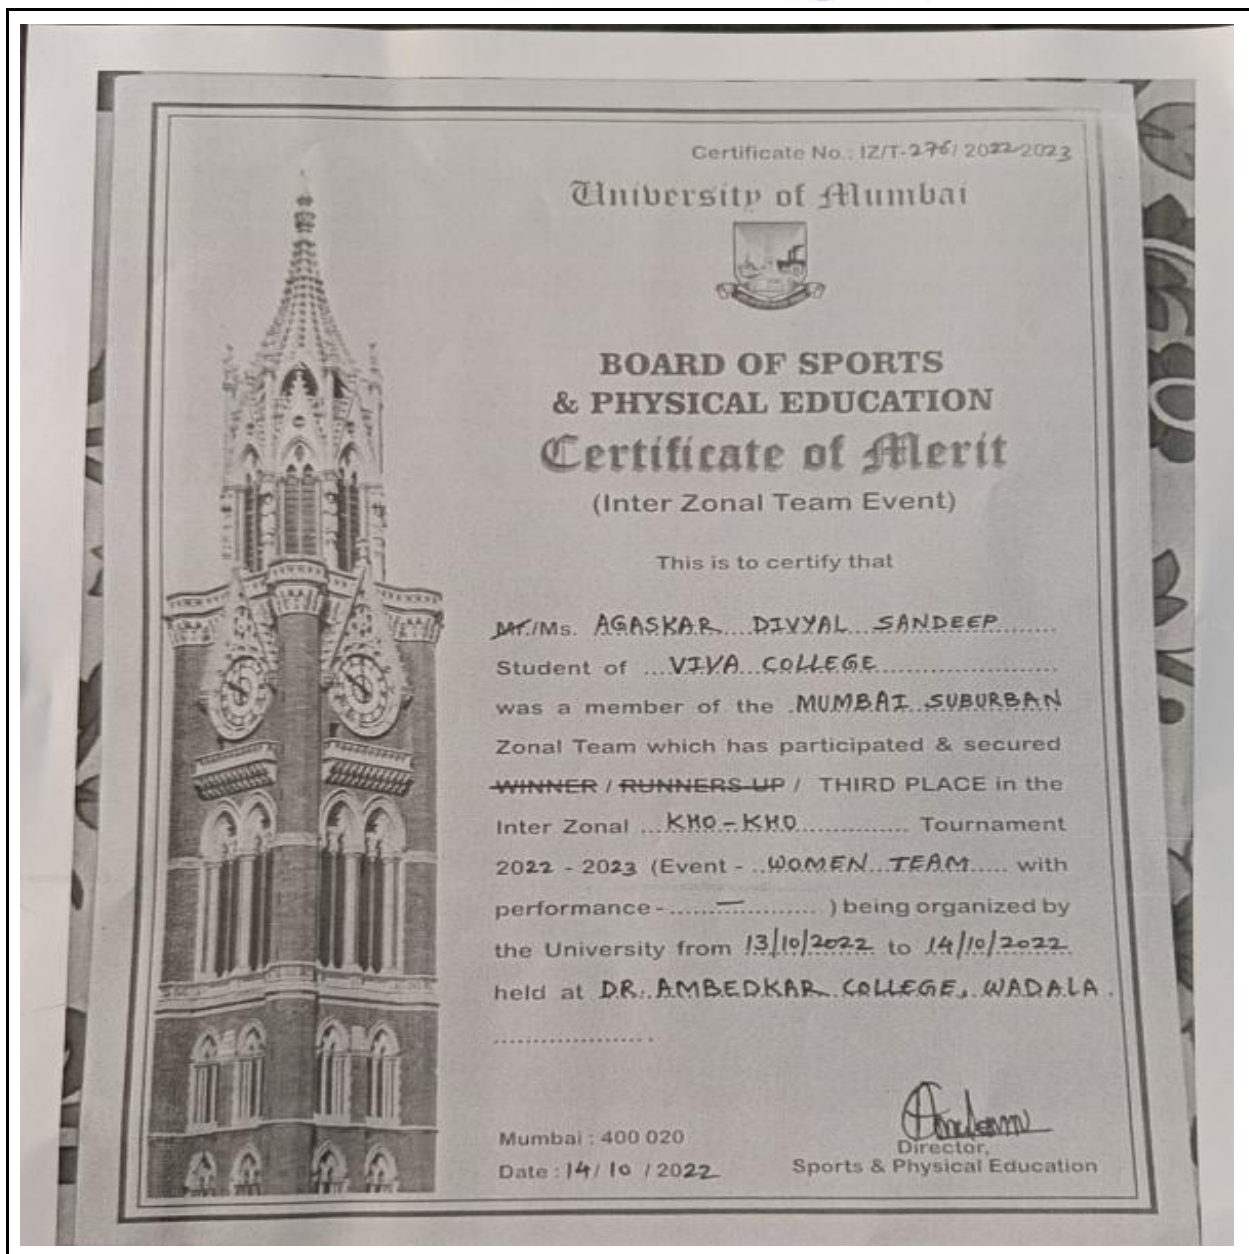 Certificate No.: IZ/T-276/ 2022-2023
University of Mumbai
BOARD OF SPORTS
& PHYSICAL EDUCATION
Certificate of Merit
(Inter Zonal Team Event)
This is to certify that
Mr./Ms. AGASKAR DIVYAL SANDEEP
Student of VIVA COLLEGE
was a member of the MUMBAI SUBURBAN
Zonal Team which has participated & secured
WINNER / RUNNERS-UP / THIRD PLACE in the
Inter Zonal KHO-KHO Tournament
2022 - 2023 (Event - WOMEN TEAM with
performance - – ) being organized by
the University from 13/10/2022 to 14/10/2022
held at DR. AMBEDKAR COLLEGE, WADALA.
Mumbai : 400 020
Date : 14/10/2022
Director,
Sports & Physical Education